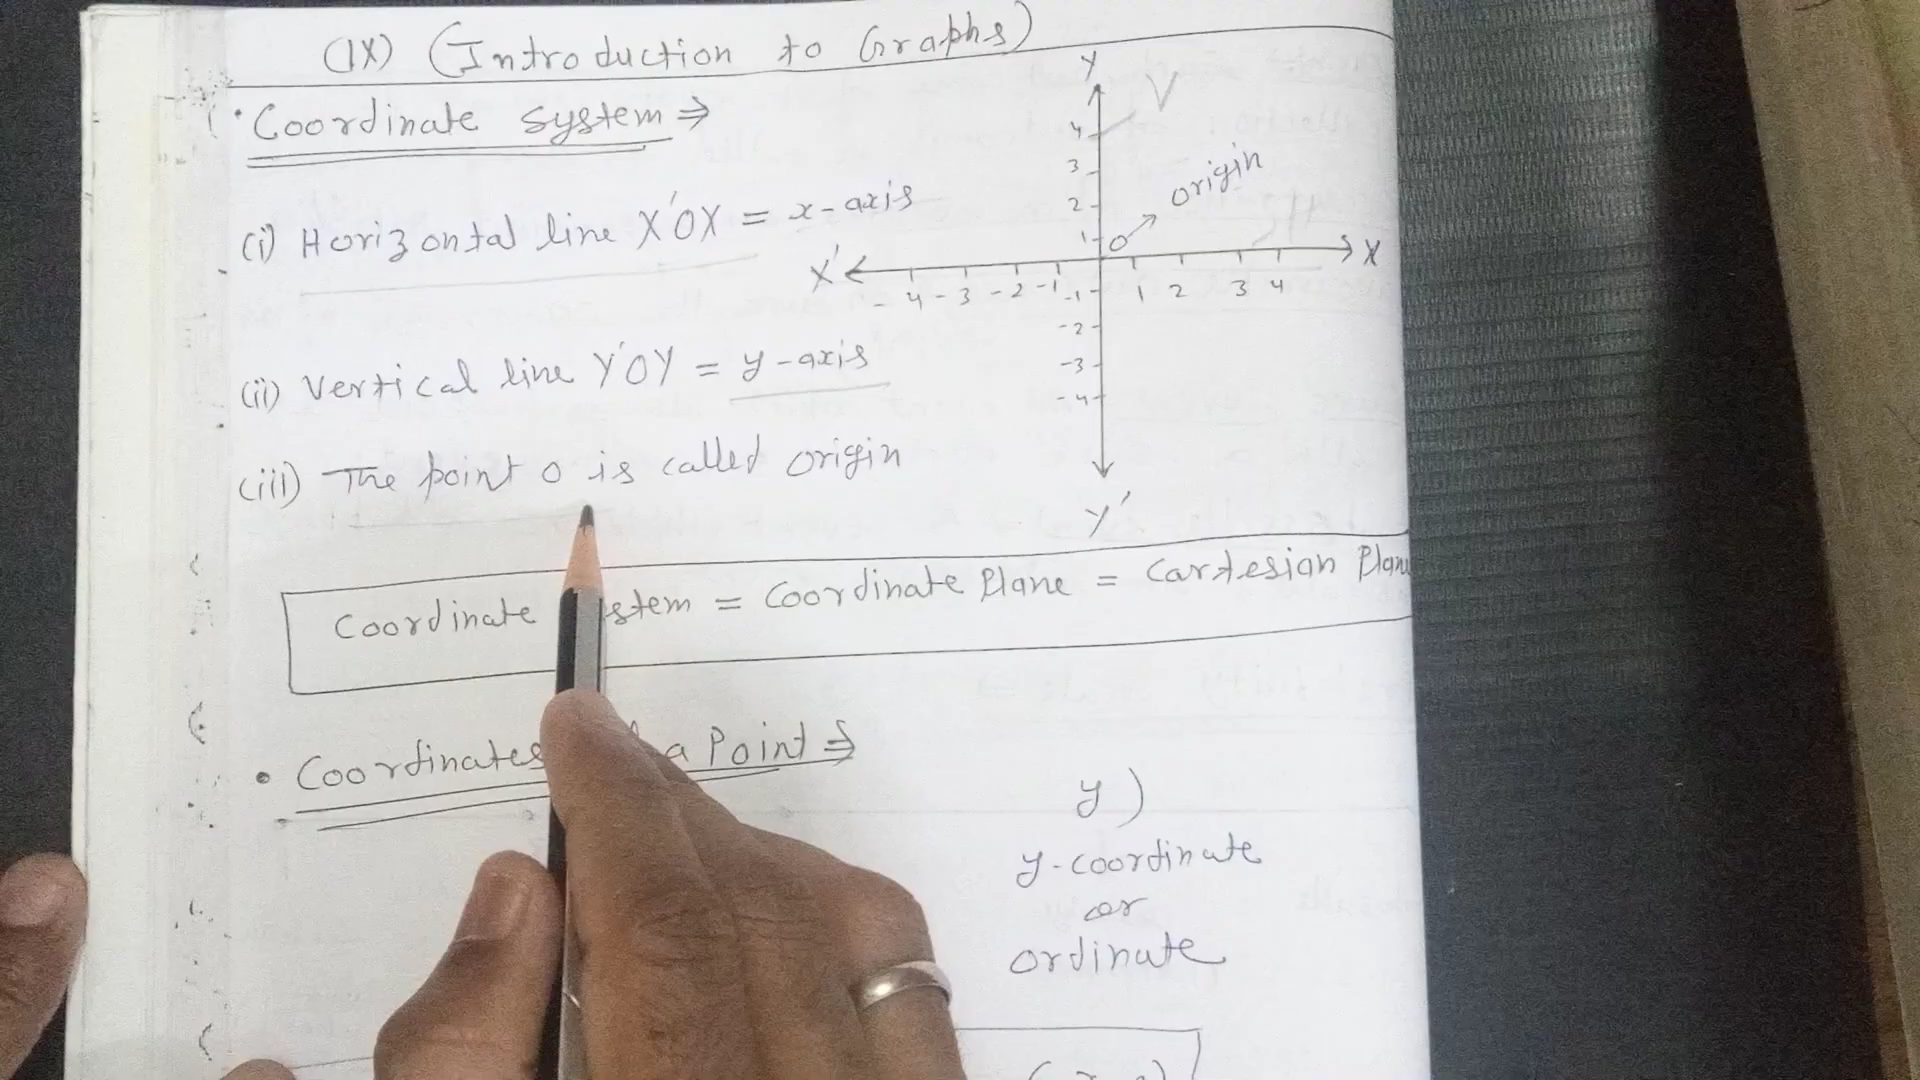 (IX) (Introduction to Graphs)
• Coordinate system ⇒
(i) Horizontal line X'OX = x-axis
(ii) Vertical line Y'OY = y-axis
(iii) The point O is called origin
Y
4
3
2
1
O
origin
X'
-4 -3 -2 -1
1 2 3 4
X
-1
-2
-3
-4
Y'
Coordinate = Coordinate Plane = Cartesian
• Coordinates a Point ⇒
y)
y-coordinate
or
ordinate